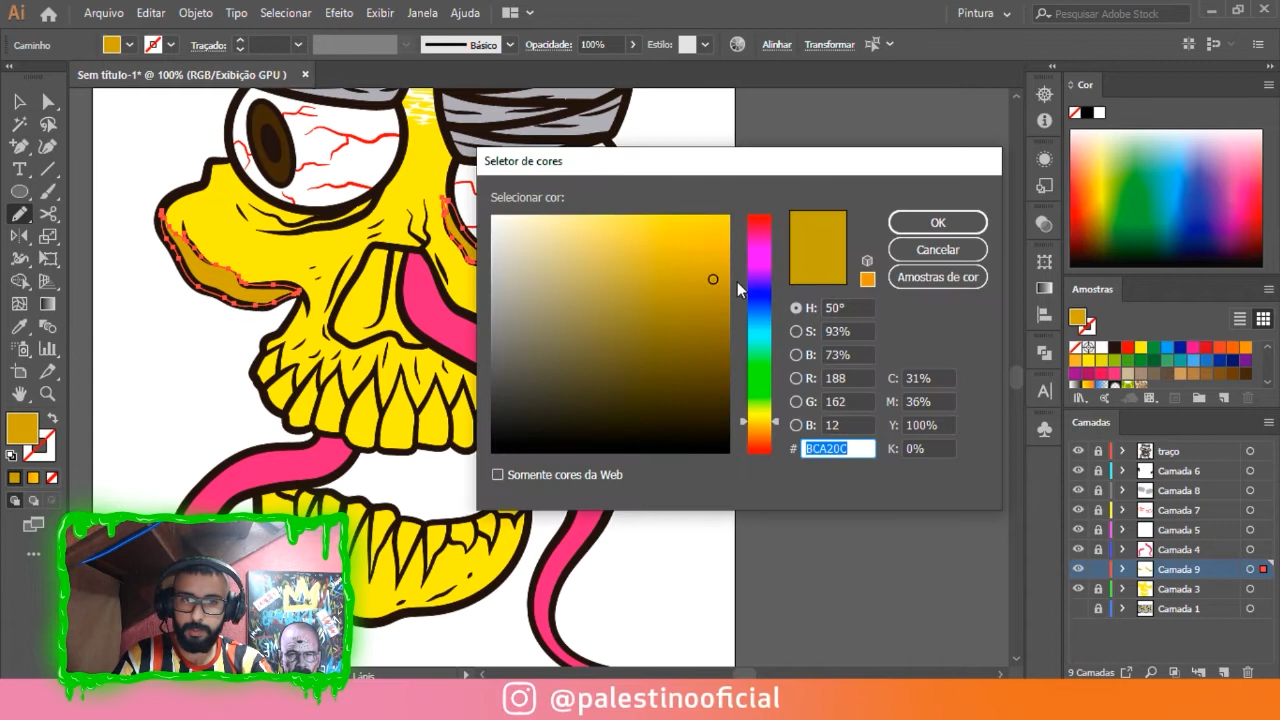 Ai
Arquivo Editar Objeto Tipo Selecionar Efeito Exibir Janela Ajuda
Pintura
Pesquisar Adobe Stock
Caminho
Traçado:
Básico
Opacidade: 100%
Estilo:
Alinhar
Transformar
Sem título-1* @ 100% (RGB/Exibição GPU ) ×
Cor
Seletor de cores
Selecionar cor:
OK
Cancelar
Amostras de cor
H: 50°
S: 93%
B: 73%
R: 188
G: 162
B: 12
# BCA20C
C: 31%
M: 36%
Y: 100%
K: 0%
Somente cores da Web
Amostras
Camadas
traço
Camada 6
Camada 8
Camada 7
Camada 5
Camada 4
Camada 9
Camada 3
Camada 1
9 Camadas
Lápis
@palestinooficial